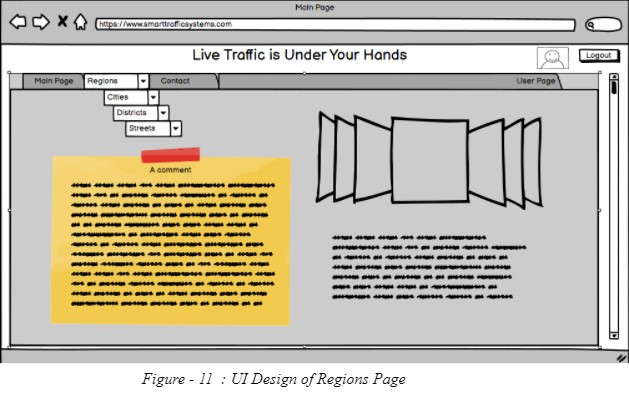 Main Page
https://www.smarttrafficsystems.com
Live Traffic is Under Your Hands
Logout
Main Page Regions Contact User Page
Cities
Districts
Streets
A comment
Figure - 11 : UI Design of Regions Page